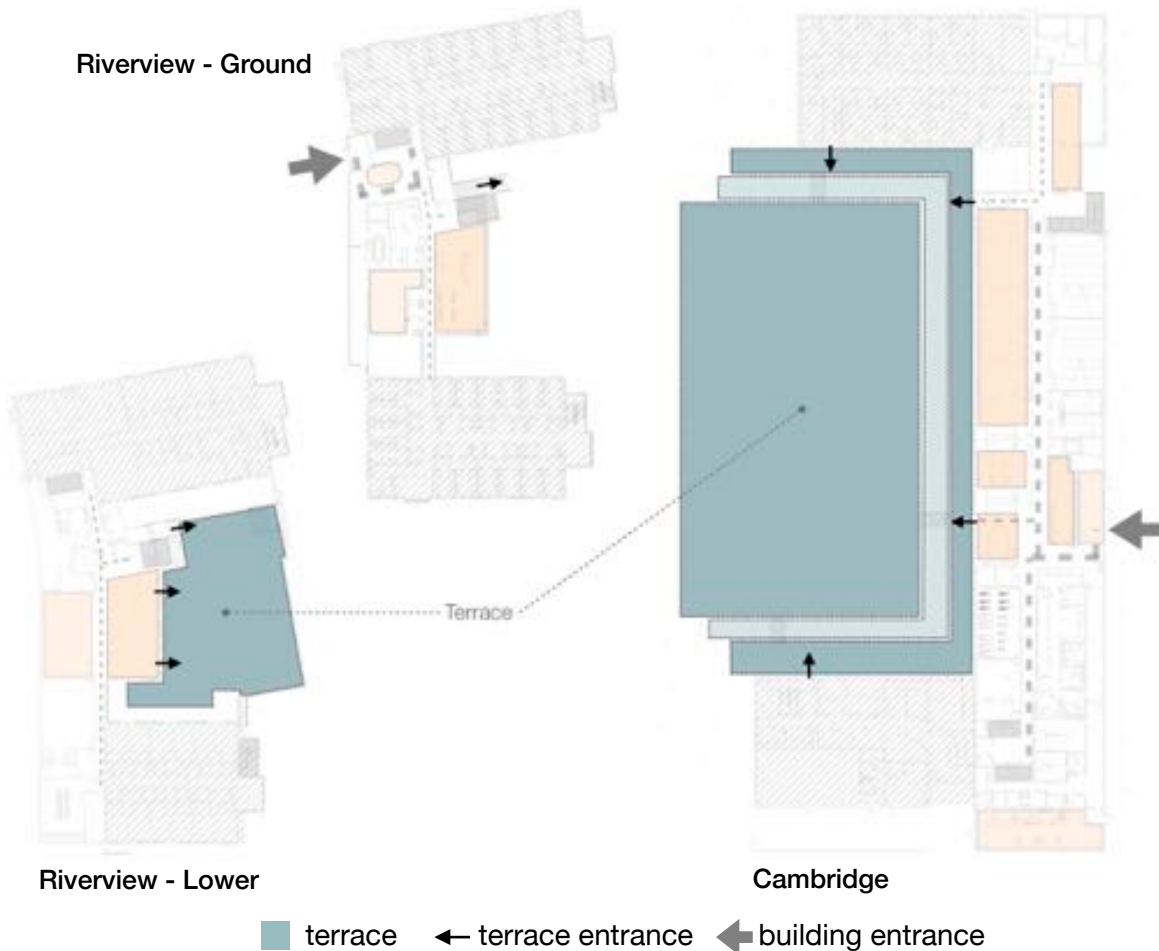 Riverview - Ground
Terrace
Riverview - Lower
Cambridge
terrace
terrace entrance
building entrance